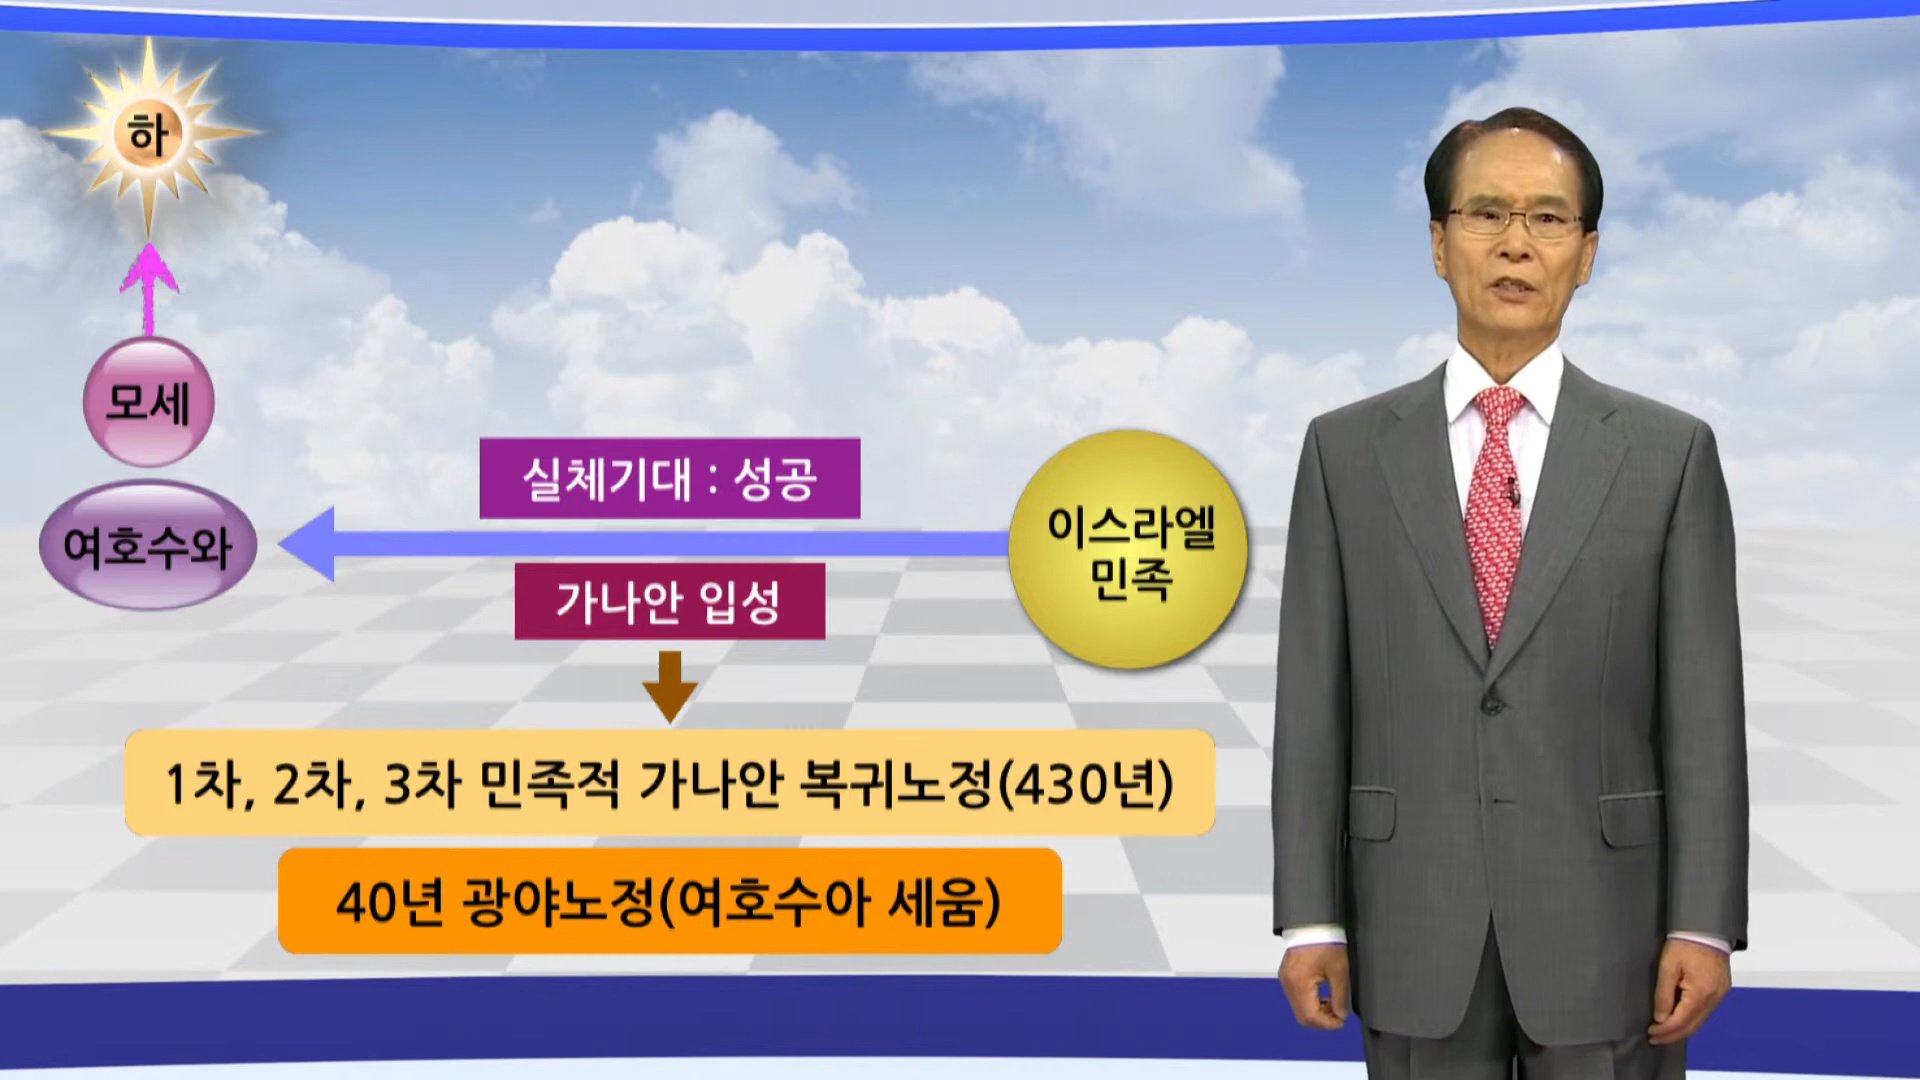 하
모세
여호수와
실체기대 : 성공
가나안 입성
이스라엘
민족
1차, 2차, 3차 민족적 가나안 복귀노정(430년)
40년 광야노정(여호수아 세움)